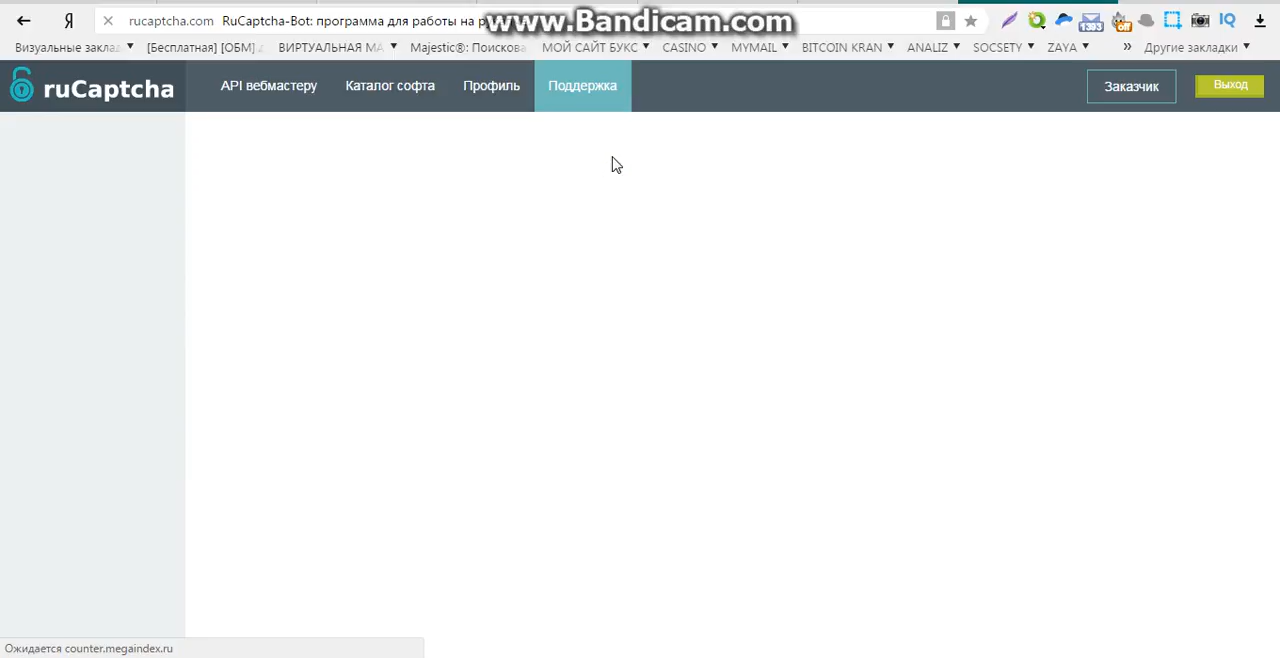 Я rucaptcha.com RuCaptcha-Bot: программа для работы на р
www.Bandicam.com
Визуальные заклад [Бесплатная] [ОБМ] ВИРТУАЛЬНАЯ МА Majestic®: Поискова МОЙ САЙТ БУКС CASINO MYMAIL BITCOIN KRAN ANALIZ SOCSETY ZAYA » Другие закладки
ruCaptcha API вебмастеру Каталог софта Профиль Поддержка Заказчик Выход
Ожидается counter.megaindex.ru